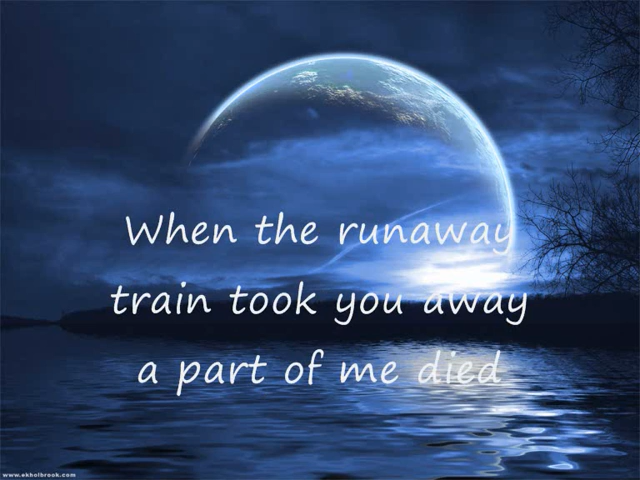 When the runaway
train took you away
a part of me died
www.ekholbrook.com